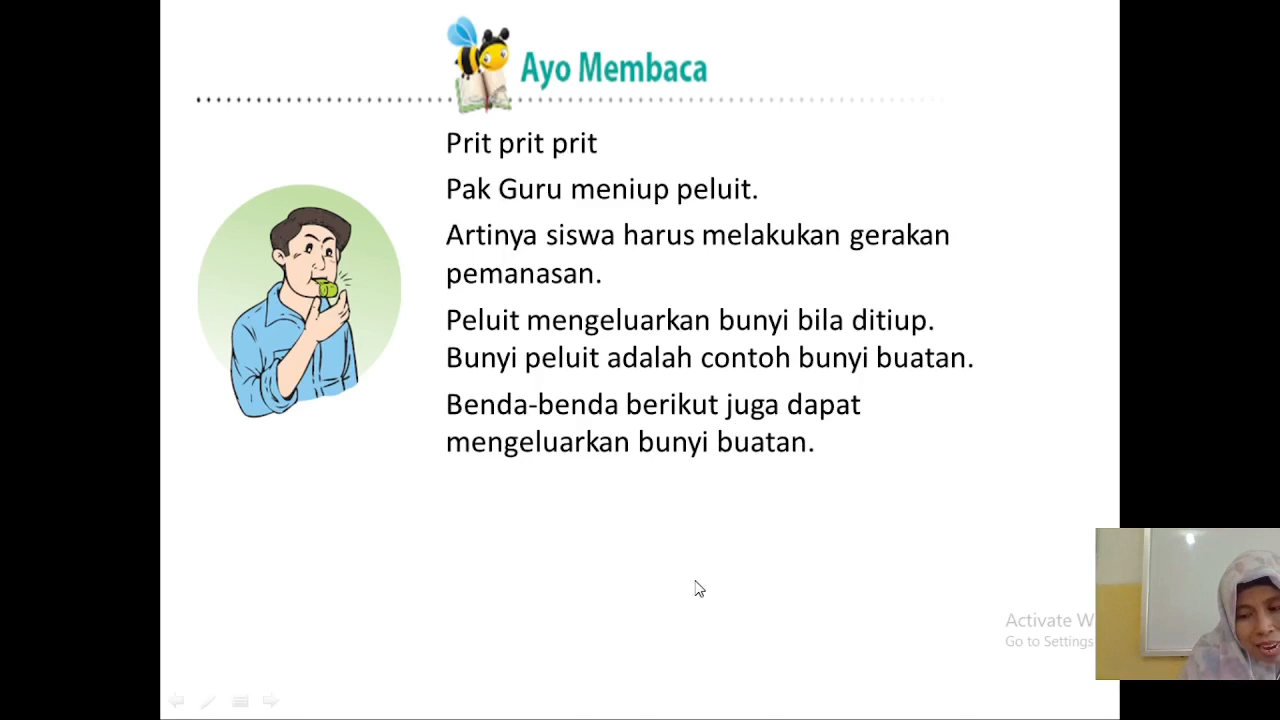 Ayo Membaca
Prit prit prit
Pak Guru meniup peluit.
Artinya siswa harus melakukan gerakan
pemanasan.
Peluit mengeluarkan bunyi bila ditiup.
Bunyi peluit adalah contoh bunyi buatan.
Benda-benda berikut juga dapat
mengeluarkan bunyi buatan.
Activate W
Go to Settings